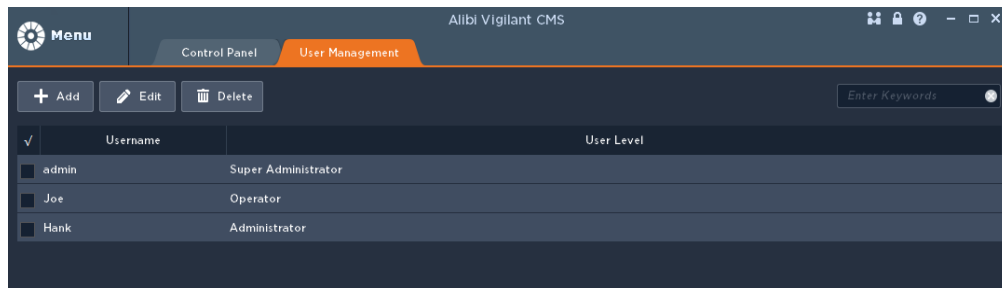 Alibi Vigilant CMS
Menu
Control Panel User Management
Add Edit Delete Enter Keywords
√ Username User Level
admin Super Administrator
Joe Operator
Hank Administrator